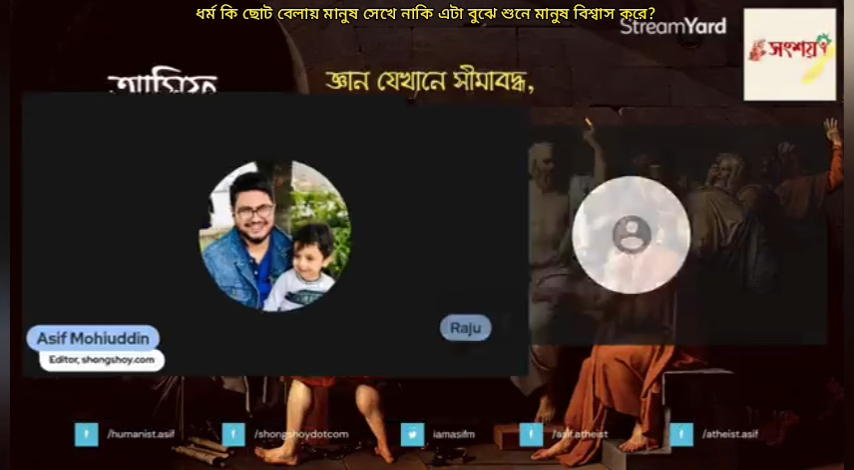 ধর্ম কি ছোট বেলায় মানুষ সেখে নাকি এটা বুঝে শুনে মানুষ বিশ্বাস করে?
StreamYard
সংশয়
আসিফ
জ্ঞান যেখানে সীমাবদ্ধ,
Raju
Asif Mohiuddin
Editor, shongshoy.com
/humanist.asif
/shongshoydotcom
iamasifm
/asif.atheist
/atheist.asif